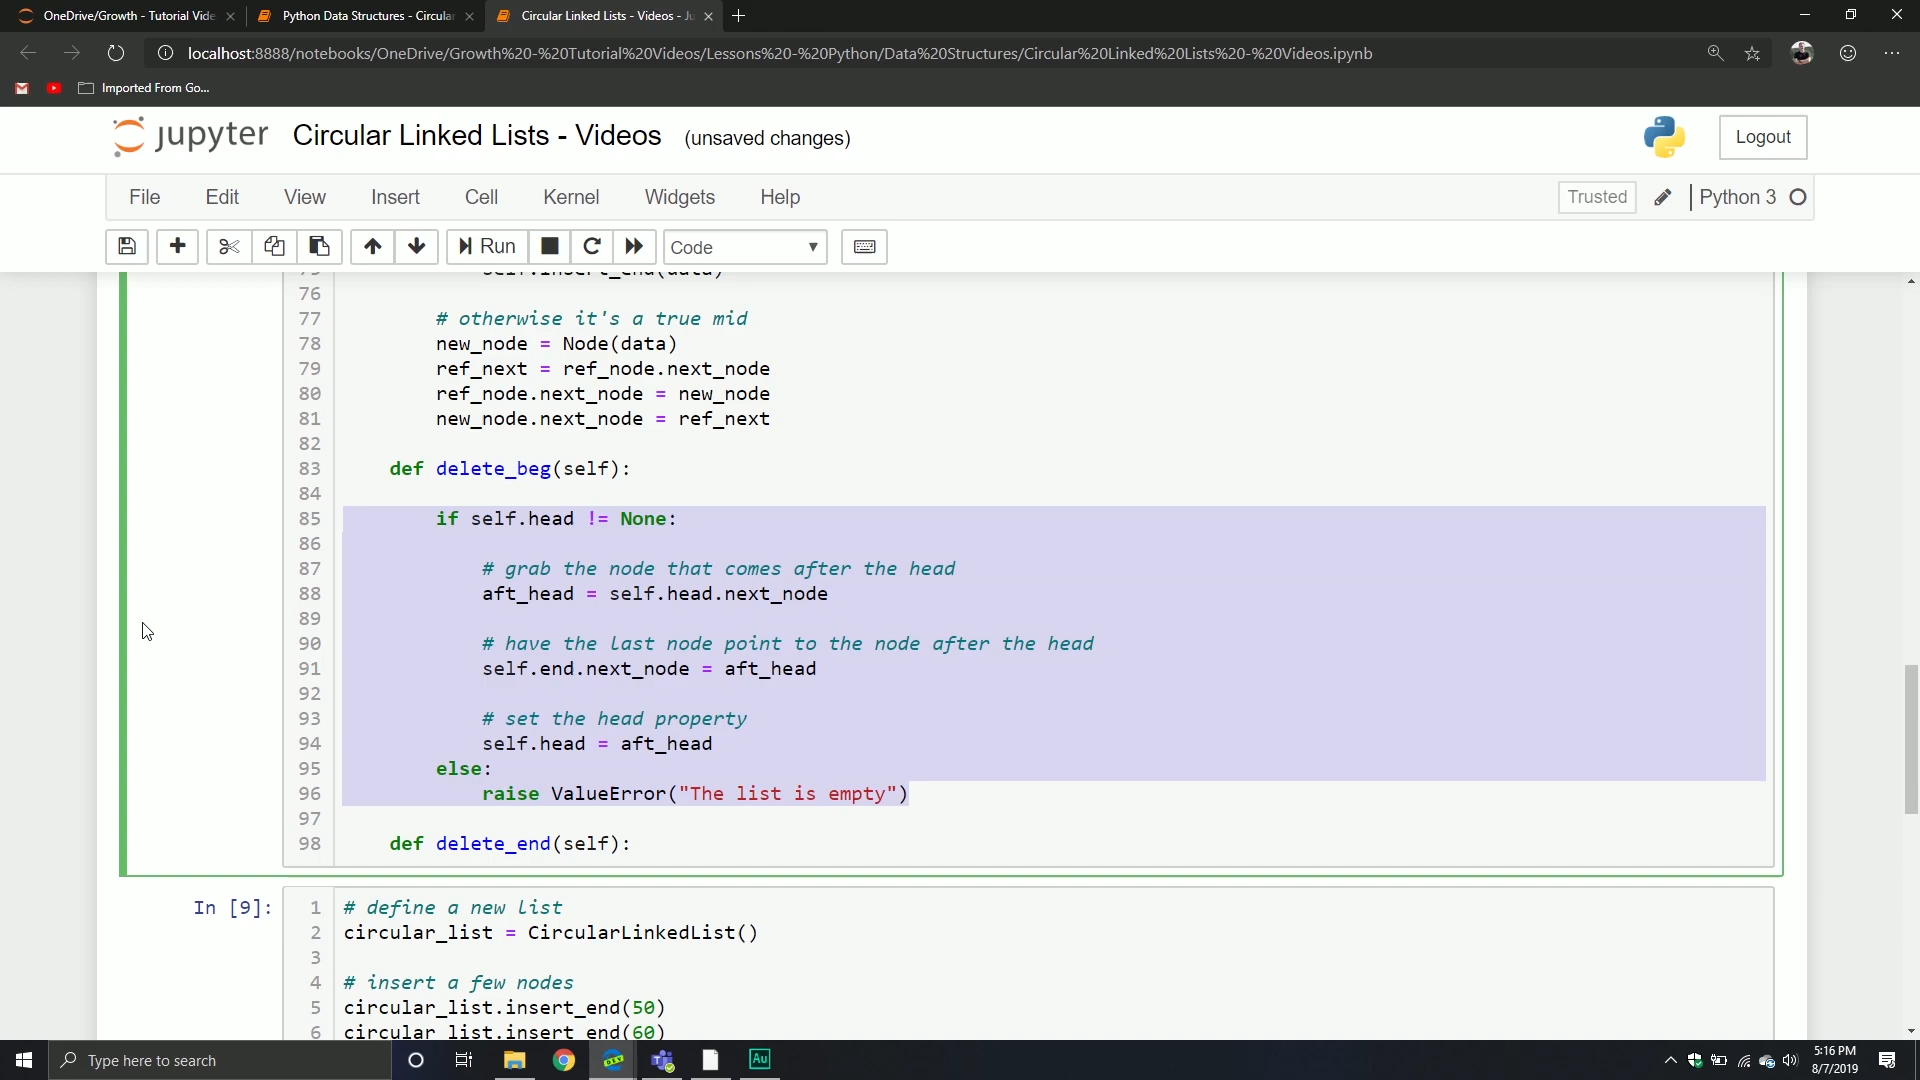 OneDrive/Growth - Tutorial Vide
Python Data Structures - Circular
Circular Linked Lists - Videos - Ju
localhost:8888/notebooks/OneDrive/Growth%20-%20Tutorial%20Videos/Lessons%20-%20Python/Data%20Structures/Circular%20Linked%20Lists%20-%20Videos.ipynb
Imported From Go...
jupyter Circular Linked Lists - Videos (unsaved changes)
Logout
File Edit View Insert Cell Kernel Widgets Help
Trusted Python 3
Run Code
75 self.insert_end(data)
76
77 # otherwise it's a true mid
78 new_node = Node(data)
79 ref_next = ref_node.next_node
80 ref_node.next_node = new_node
81 new_node.next_node = ref_next
82
83 def delete_beg(self):
84
85 if self.head != None:
86
87 # grab the node that comes after the head
88 aft_head = self.head.next_node
89
90 # have the last node point to the node after the head
91 self.end.next_node = aft_head
92
93 # set the head property
94 self.head = aft_head
95 else:
96 raise ValueError("The list is empty")
97
98 def delete_end(self):
In [9]: 1 # define a new list
2 circular_list = CircularLinkedList()
3
4 # insert a few nodes
5 circular_list.insert_end(50)
6 circular_list.insert_end(60)
Type here to search
DEV
Au
5:16 PM
8/7/2019